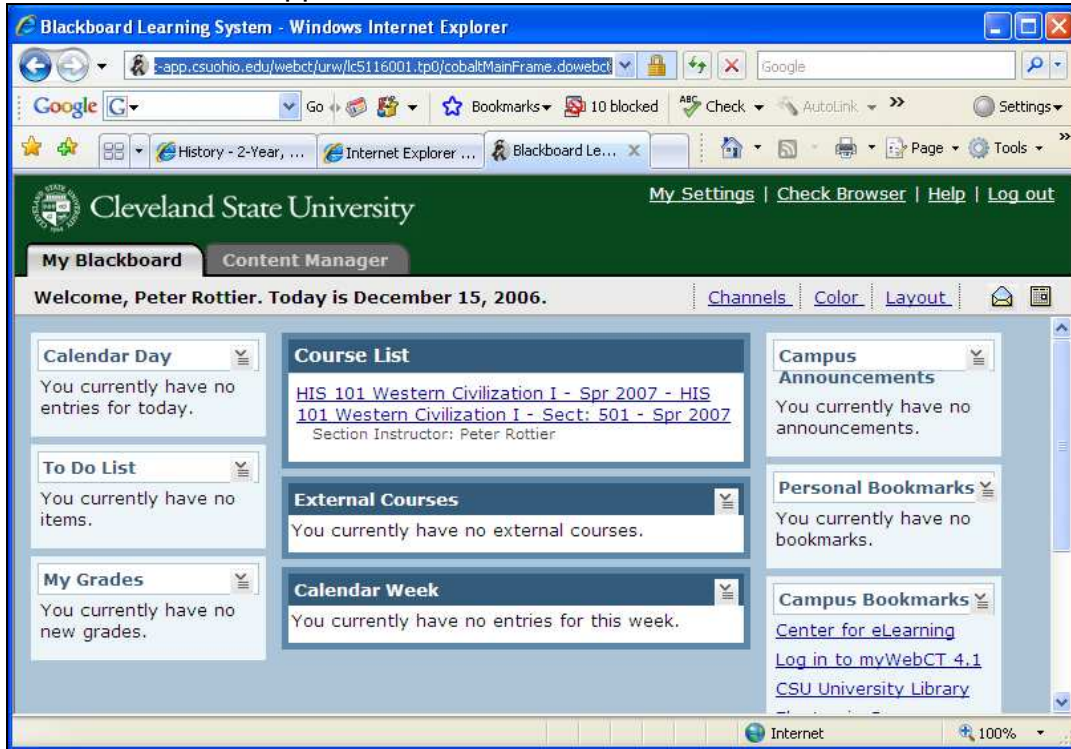 Blackboard Learning System - Windows Internet Explorer
t-app.csuohio.edu/webct/urw/lc5116001.tp0/cobaltMainFrame.dowebct
Google
Google G Go Bookmarks 10 blocked Check AutoLink » Settings
History - 2-Year, ... Internet Explorer ... Blackboard Le... X Page Tools »
Cleveland State University
My Settings | Check Browser | Help | Log out
My Blackboard Content Manager
Welcome, Peter Rottier. Today is December 15, 2006.
Channels Color Layout
Calendar Day
You currently have no
entries for today.
To Do List
You currently have no
items.
My Grades
You currently have no
new grades.
Course List
HIS 101 Western Civilization I - Spr 2007 - HIS
101 Western Civilization I - Sect: 501 - Spr 2007
Section Instructor: Peter Rottier
External Courses
You currently have no external courses.
Calendar Week
You currently have no entries for this week.
Campus
Announcements
You currently have no
announcements.
Personal Bookmarks
You currently have no
bookmarks.
Campus Bookmarks
Center for eLearning
Log in to myWebCT 4.1
CSU University Library
Internet 100%